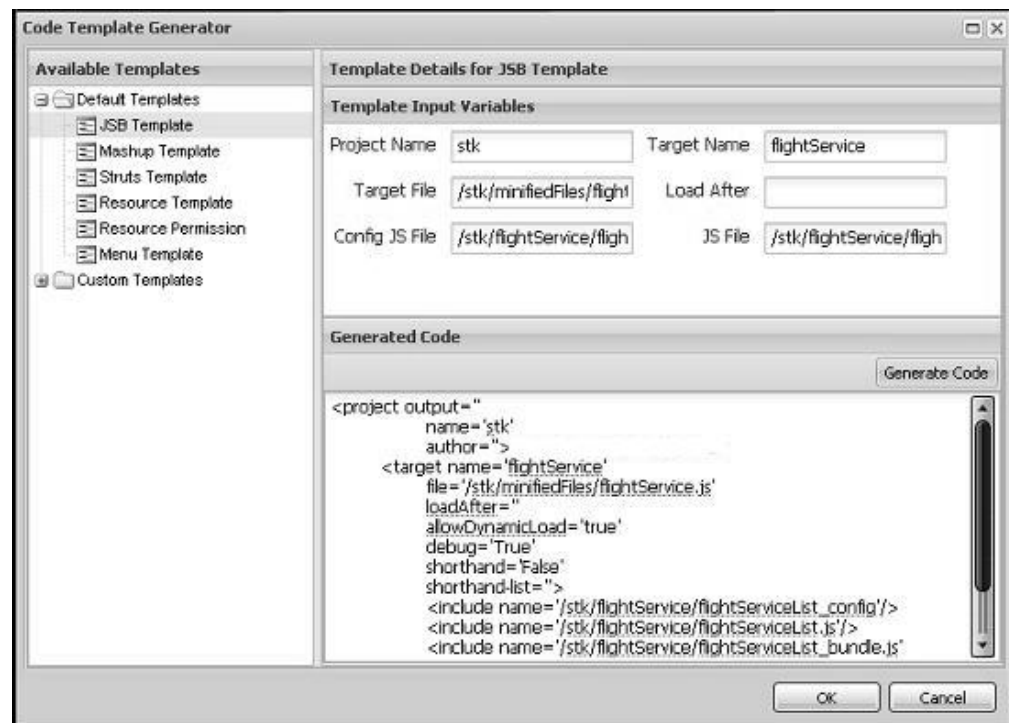 Code Template Generator
Available Templates
Default Templates
JSB Template
Mashup Template
Struts Template
Resource Template
Resource Permission
Menu Template
Custom Templates
Template Details for JSB Template
Template Input Variables
Project Name stk Target Name flightService
Target File /stk/minifiedFiles/flight Load After
Config JS File /stk/flightService/fligh JS File /stk/flightService/fligh
Generated Code
Generate Code
<project output=''
name='stk'
author=''>
<target name='flightService'
file='/stk/minifiedFiles/flightService.js'
loadAfter=''
allowDynamicLoad='true'
debug='True'
shorthand='False'
shorthand-list=''>
<include name='/stk/flightService/flightServiceList_config'/>
<include name='/stk/flightService/flightServiceList.js'/>
<include name='/stk/flightService/flightServiceList_bundle.js'
OK Cancel